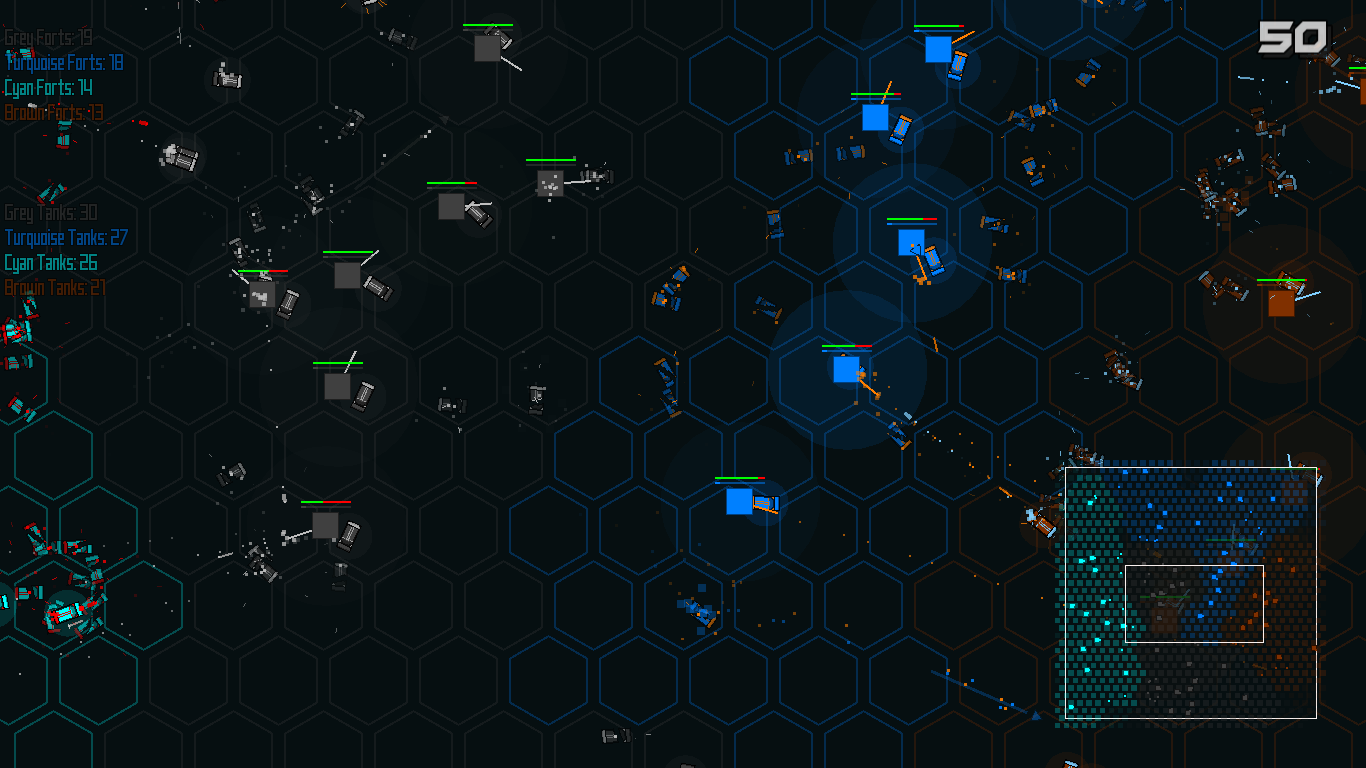 Grey Forts: 19
Turquoise Forts: 18
Cyan Forts: 14
Brown Forts: 13
Grey Tanks: 30
Turquoise Tanks: 27
Cyan Tanks: 26
Brown Tanks: 21
50